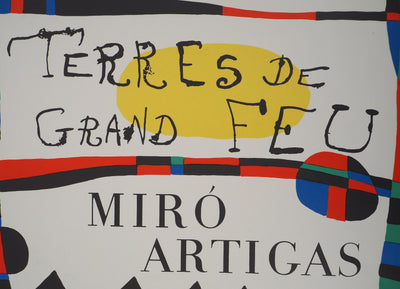 TERRES DE
GRAND FEU
MIRÓ
ARTIGAS